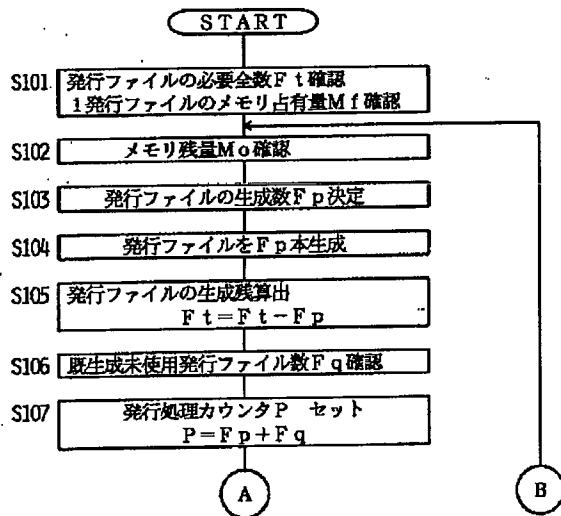 START
S101 発行ファイルの必要全数Ft確認
1発行ファイルのメモリ占有量Mf確認
S102 メモリ残量Mo確認
S103 発行ファイルの生成数Fp決定
S104 発行ファイルをFp本生成
S105 発行ファイルの生成残算出
Ft=Ft-Fp
S106 既生成未使用発行ファイル数Fq確認
S107 発行処理カウンタP セット
P=Fp+Fq
A B